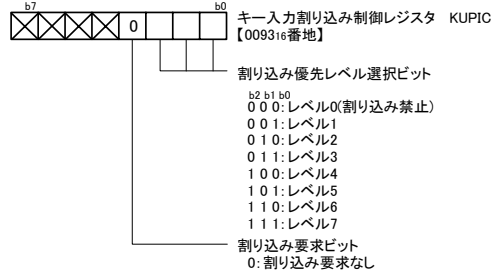 b7 b0
0
キー入力割り込み制御レジスタ KUPIC
【0093₁₆番地】
割り込み優先レベル選択ビット
b2 b1 b0
0 0 0:レベル0(割り込み禁止)
0 0 1:レベル1
0 1 0:レベル2
0 1 1:レベル3
1 0 0:レベル4
1 0 1:レベル5
1 1 0:レベル6
1 1 1:レベル7
割り込み要求ビット
0:割り込み要求なし